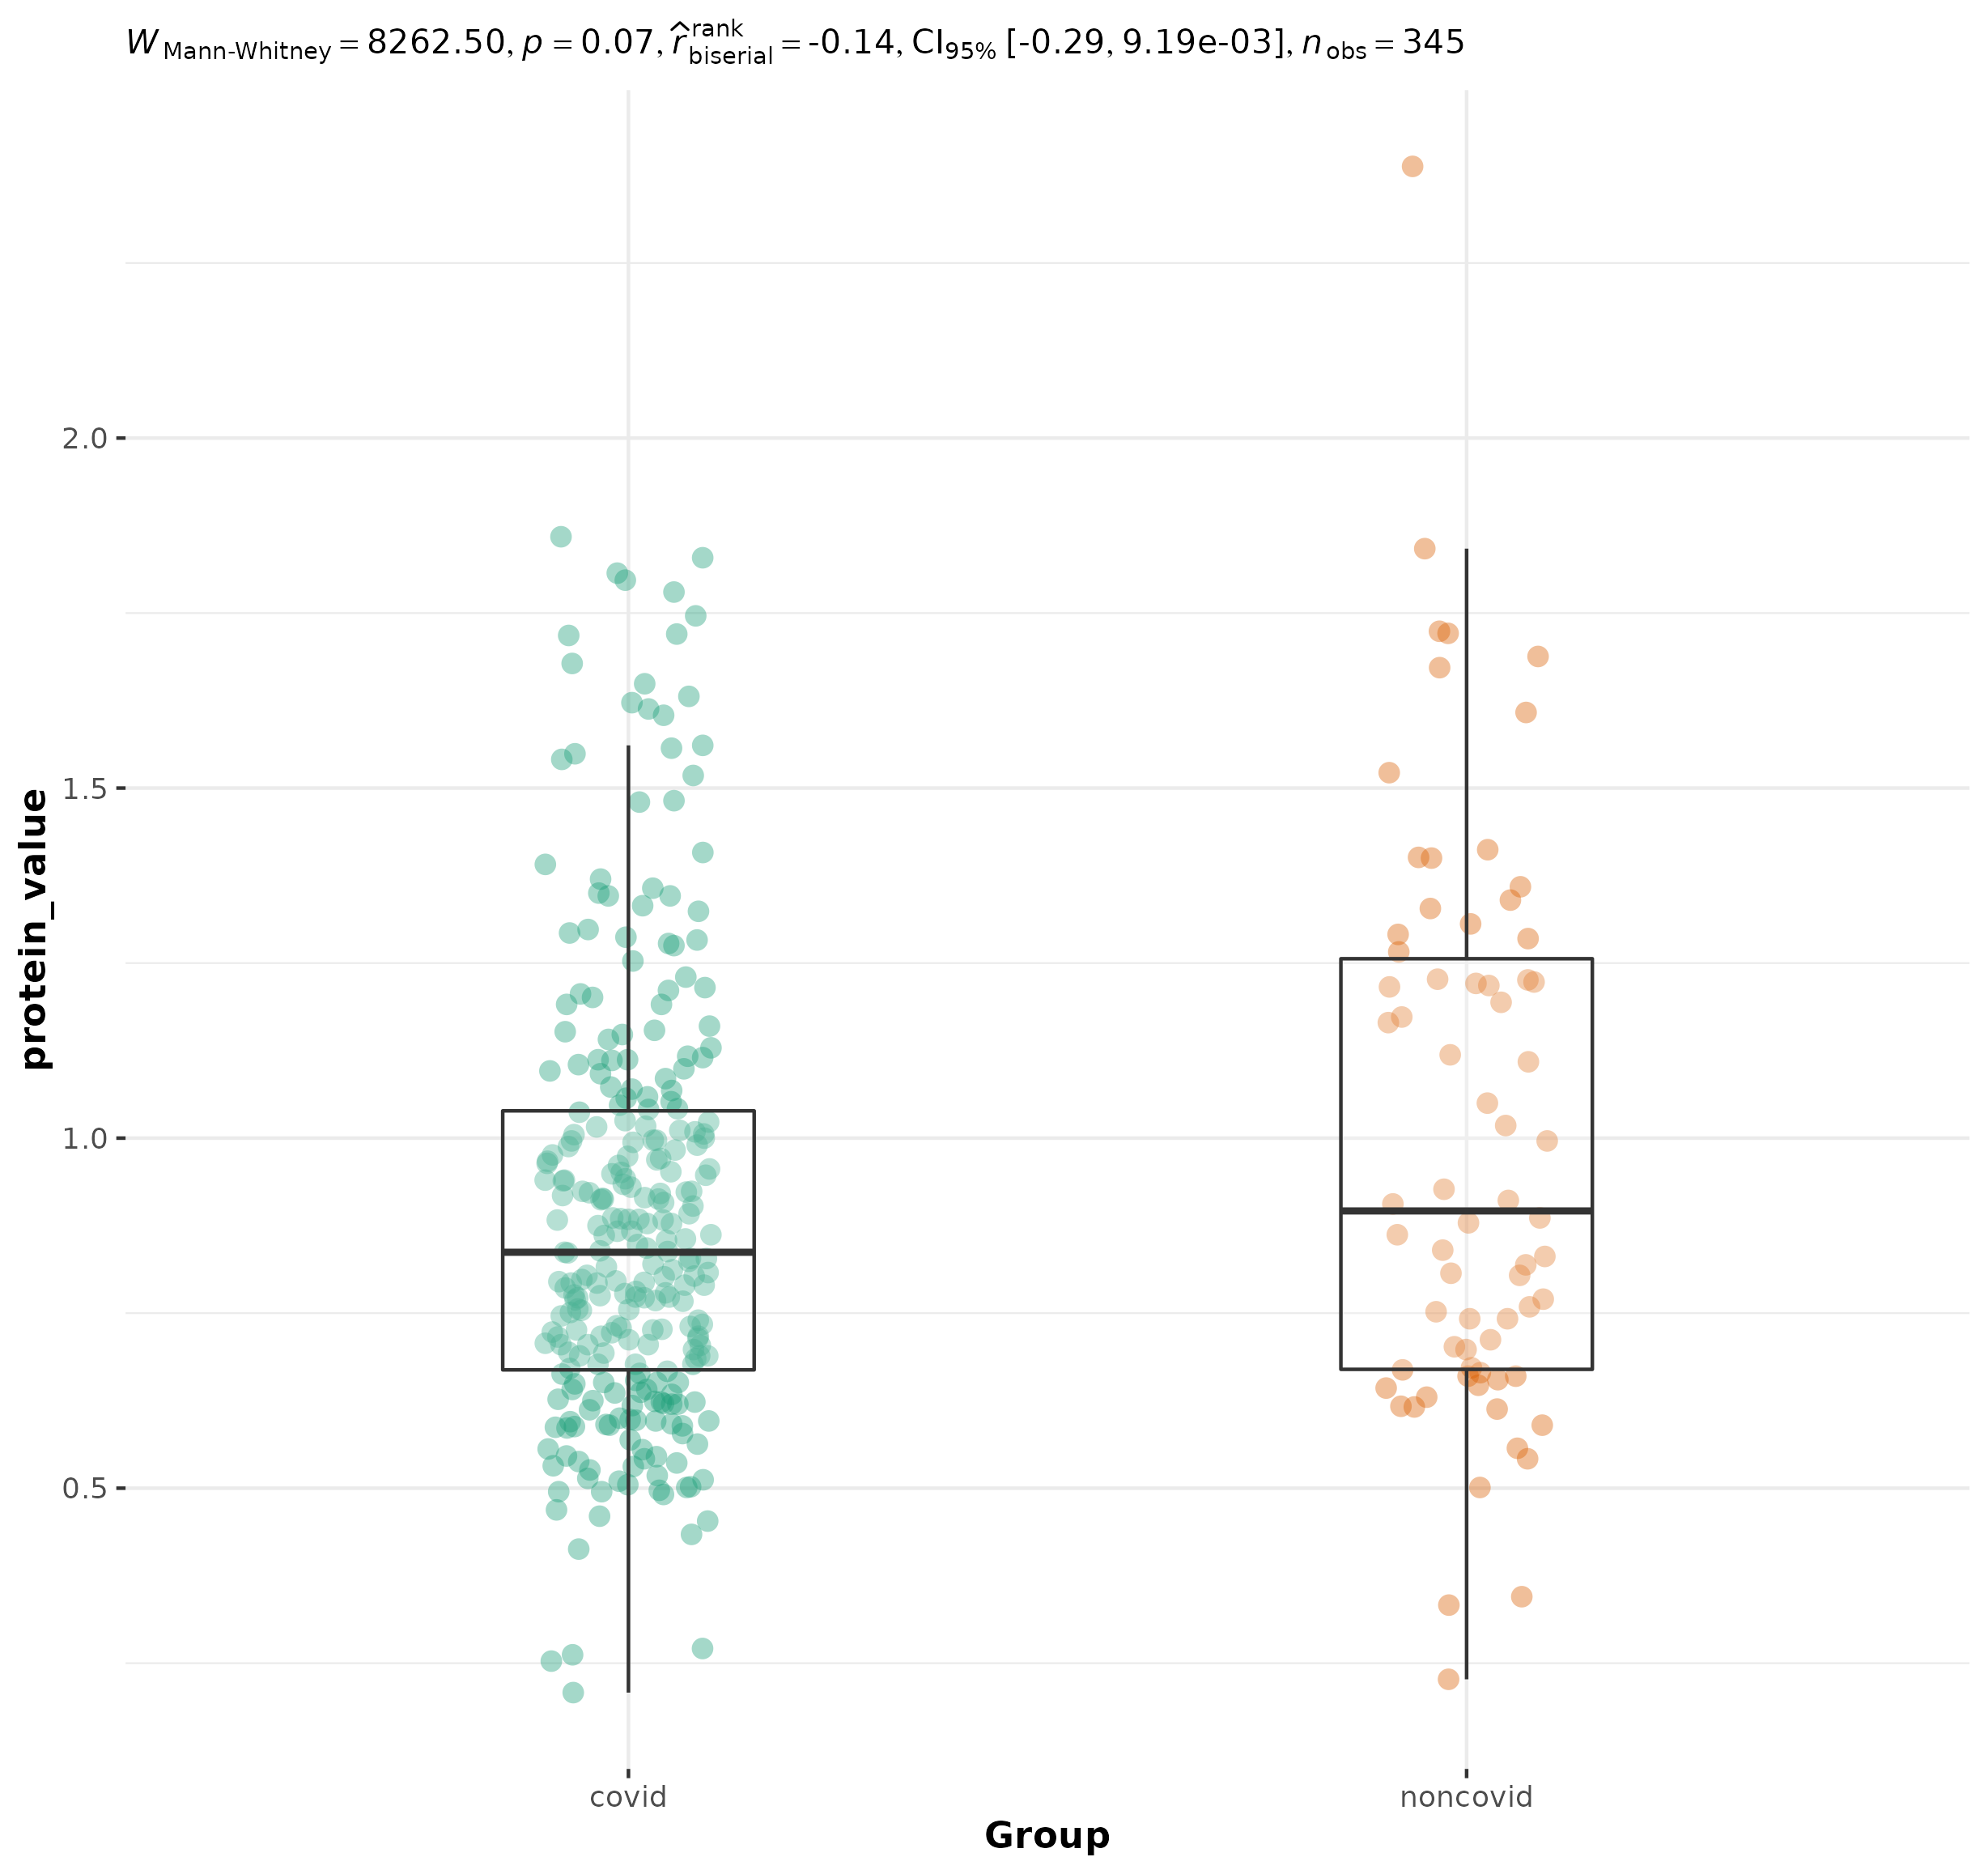 W Mann-Whitney = 8262.50, p = 0.07, r̂ rank biserial = -0.14, CI95% [-0.29, 9.19e-03], n obs = 345
2.0
1.5
1.0
0.5
protein_value
covid noncovid
Group